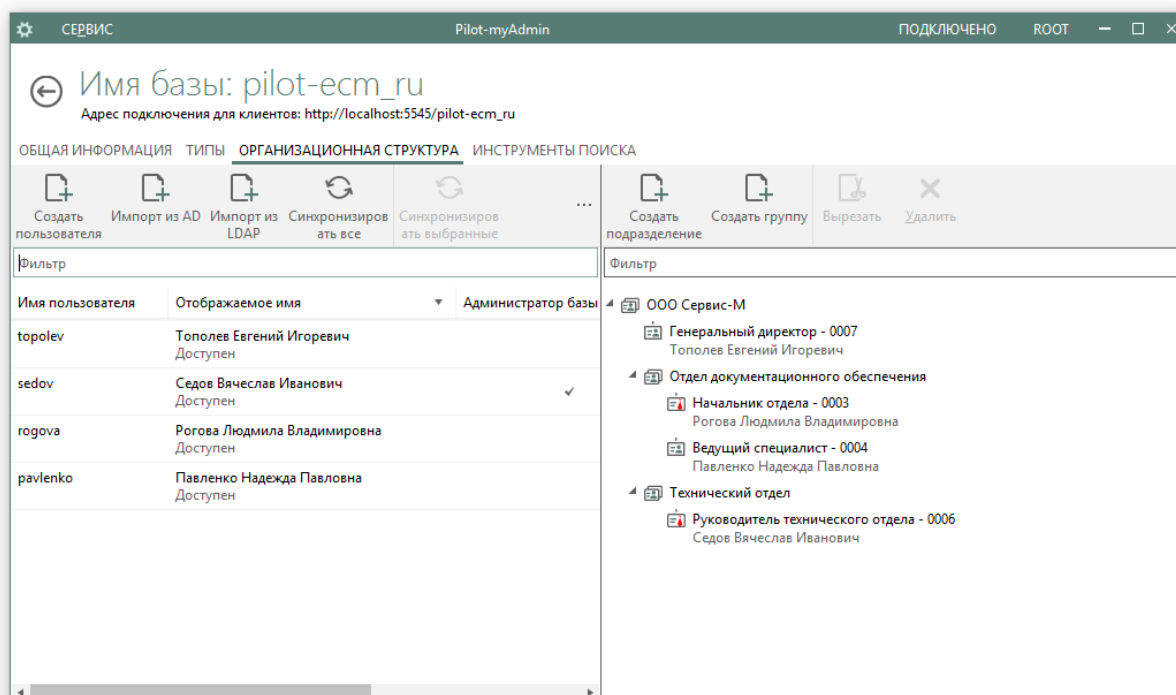 СЕРВИС Pilot-myAdmin ПОДКЛЮЧЕНО ROOT
Имя базы: pilot-ecm_ru
Адрес подключения для клиентов: http://localhost:5545/pilot-ecm_ru
ОБЩАЯ ИНФОРМАЦИЯ ТИПЫ ОРГАНИЗАЦИОННАЯ СТРУКТУРА ИНСТРУМЕНТЫ ПОИСКА
Создать
пользователя
Импорт из AD
Импорт из
LDAP
Синхронизиров
ать все
Синхронизиров
ать выбранные
...
Фильтр
Имя пользователя Отображаемое имя Администратор базы
topolev Тополев Евгений Игоревич
Доступен
sedov Седов Вячеслав Иванович
Доступен
rogova Рогова Людмила Владимировна
Доступен
pavlenko Павленко Надежда Павловна
Доступен
Создать
подразделение
Создать группу
Вырезать
Удалить
Фильтр
ООО Сервис-М
Генеральный директор - 0007
Тополев Евгений Игоревич
Отдел документационного обеспечения
Начальник отдела - 0003
Рогова Людмила Владимировна
Ведущий специалист - 0004
Павленко Надежда Павловна
Технический отдел
Руководитель технического отдела - 0006
Седов Вячеслав Иванович